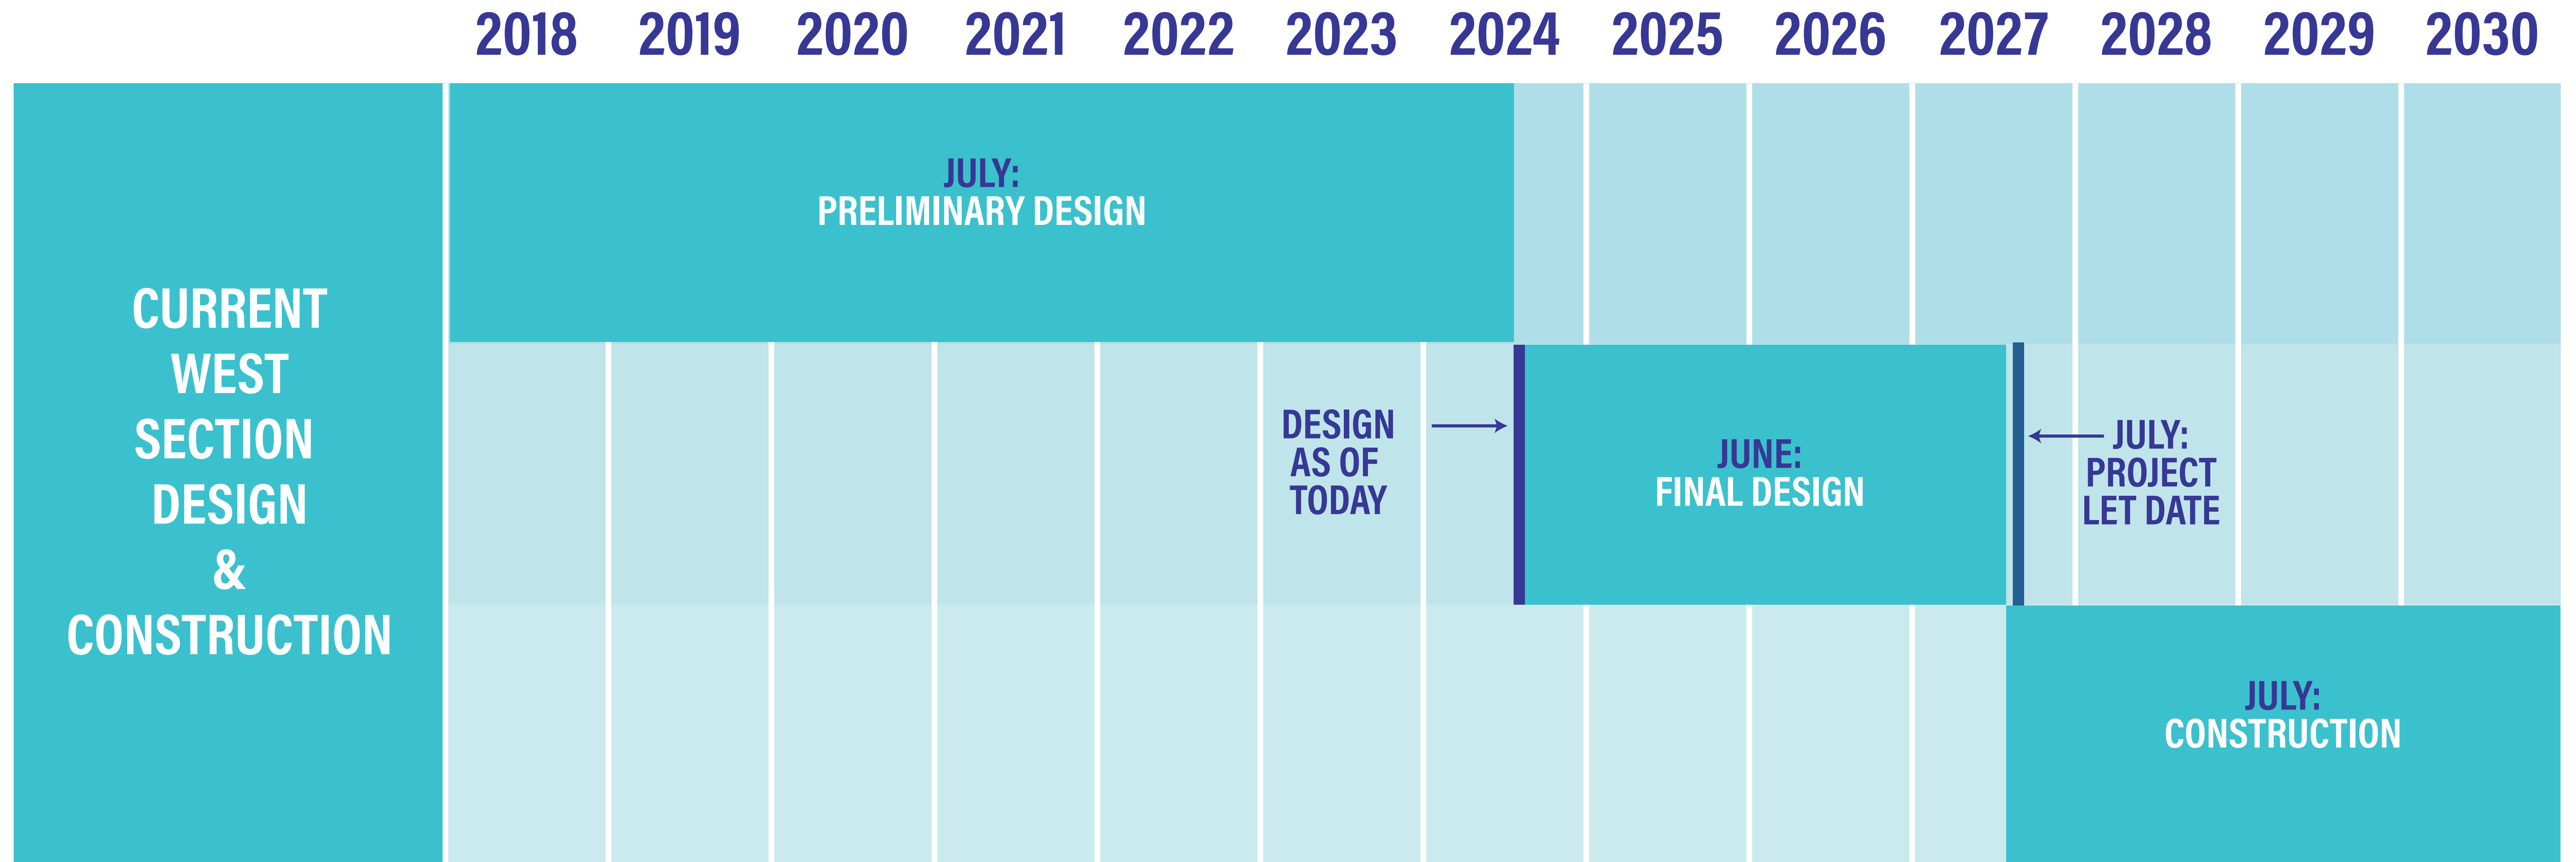 2018 2019 2020 2021 2022 2023 2024 2025 2026 2027 2028 2029 2030
CURRENT
WEST
SECTION
DESIGN
&
CONSTRUCTION
JULY:
PRELIMINARY DESIGN
DESIGN
AS OF
TODAY
JUNE:
FINAL DESIGN
JULY:
PROJECT
LET DATE
JULY:
CONSTRUCTION